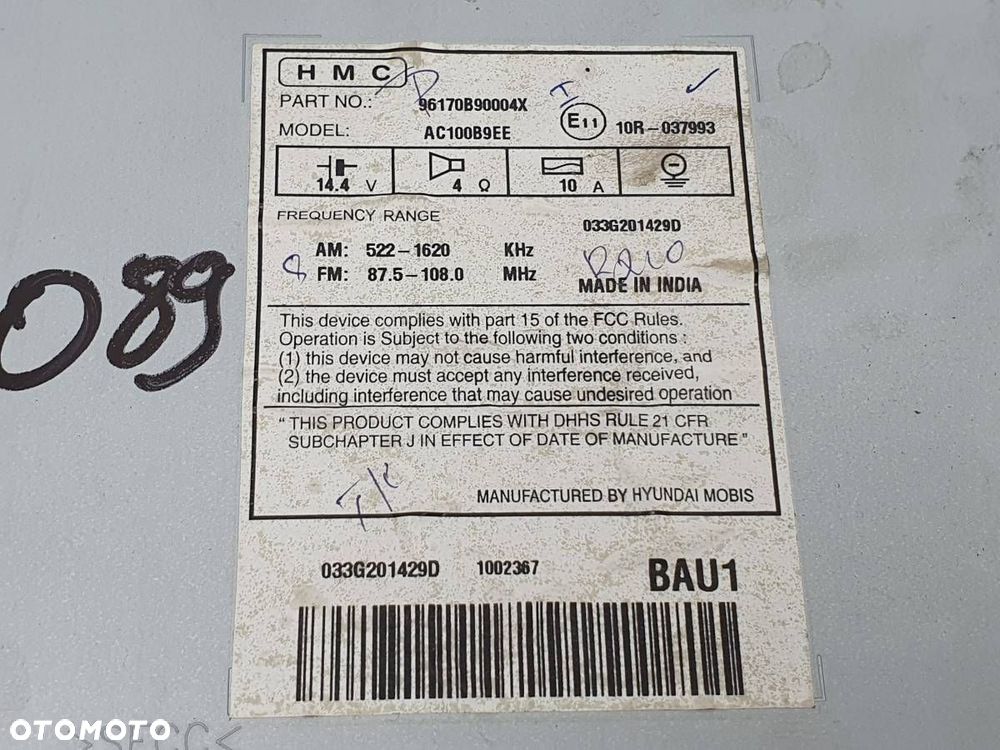 HMC
PART NO.: 96170B90004X
MODEL: AC100B9EE
E11 10R-037993
14.4 V 4 Ω 10 A
FREQUENCY RANGE
033G201429D
AM: 522-1620 KHz
FM: 87.5-108.0 MHz
MADE IN INDIA
089
This device complies with part 15 of the FCC Rules.
Operation is Subject to the following two conditions :
(1) this device may not cause harmful interference, and
(2) the device must accept any interference received,
including interference that may cause undesired operation
" THIS PRODUCT COMPLIES WITH DHHS RULE 21 CFR
SUBCHAPTER J IN EFFECT OF DATE OF MANUFACTURE "
T/C
MANUFACTURED BY HYUNDAI MOBIS
033G201429D 1002367 BAU1
OTOMOTO
>SECC<